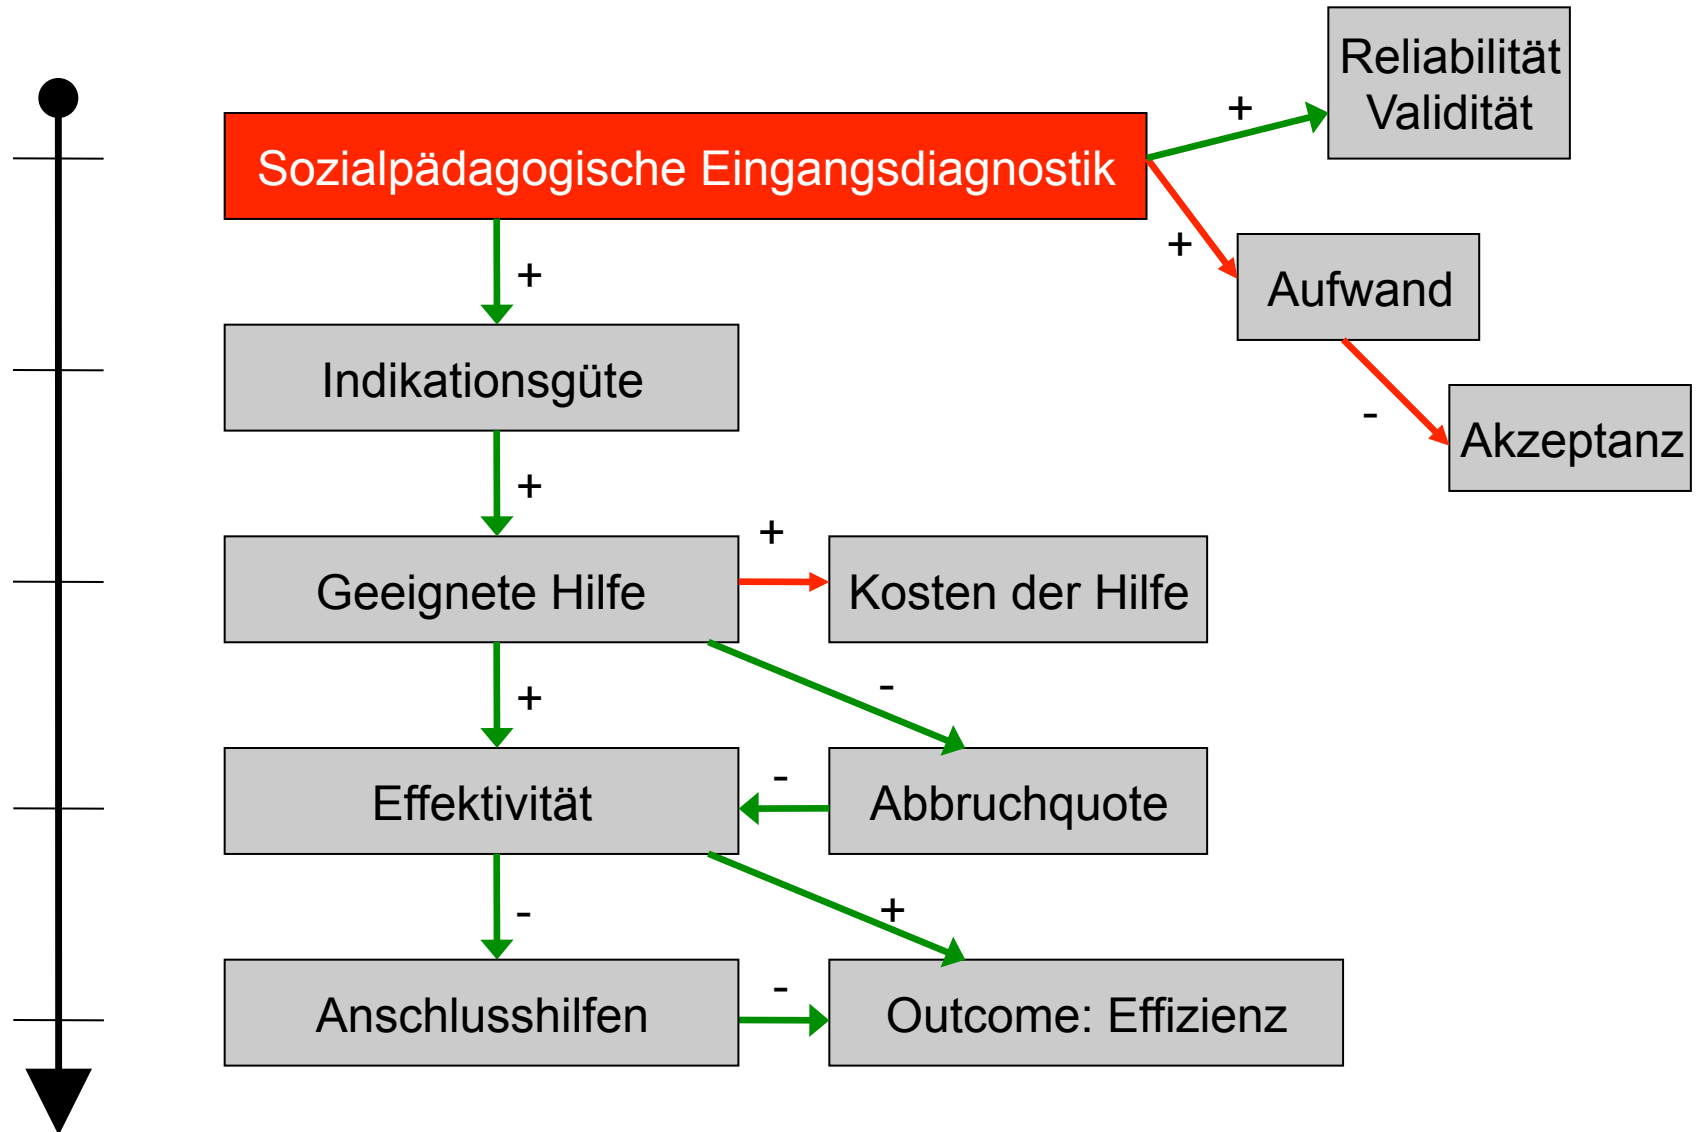 Reliabilität
Validität
+
Sozialpädagogische Eingangsdiagnostik
+
+
Aufwand
Indikationsgüte
-
Akzeptanz
+
+
Geeignete Hilfe
Kosten der Hilfe
+
-
-
Effektivität
Abbruchquote
-
+
-
Anschlusshilfen
Outcome: Effizienz